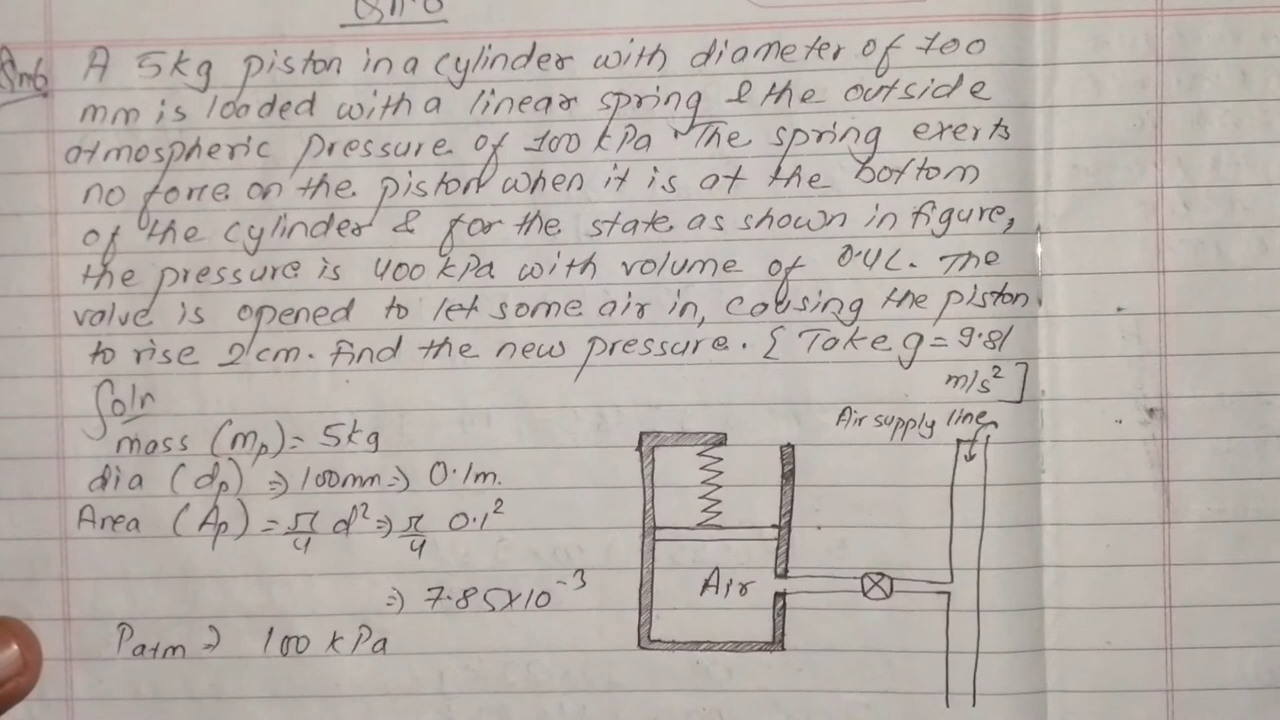 Qn6 A 5kg piston in a cylinder with diameter of 100
mm is loaded with a linear spring & the outside
atmospheric pressure of 100 kPa. The spring exerts
no force on the piston when it is at the bottom
of the cylinder & for the state as shown in figure,
the pressure is 400 kPa with volume of 0.4L. The
valve is opened to let some air in, causing the piston
to rise 2 cm. Find the new pressure. [ Take g = 9.81
m/s² ]
Soln
mass (mp) = 5kg
dia (dp) ⇒ 100mm ⇒ 0.1m.
Area (Ap) = π/4 d² ⇒ π/4 0.1²
⇒ 7.85×10⁻³
Patm ⇒ 100 kPa
Air supply line
Air